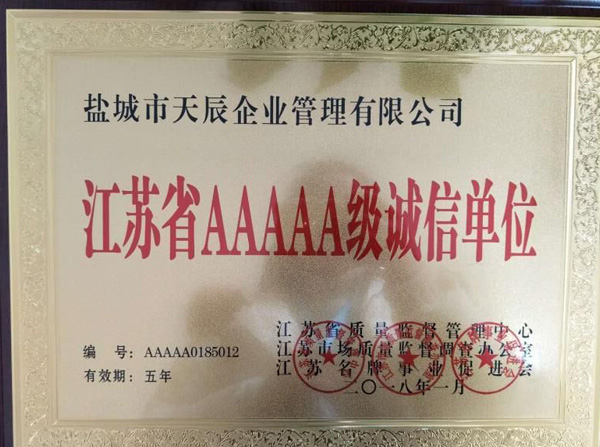 盐城市天辰企业管理有限公司
江苏省AAAAA级诚信单位
编 号:AAAAA0185012
有效期:五年
江苏省质量监督管理中心
江苏市场质量监督调查办公室
江苏省名牌事业促进会
二〇一八年一月